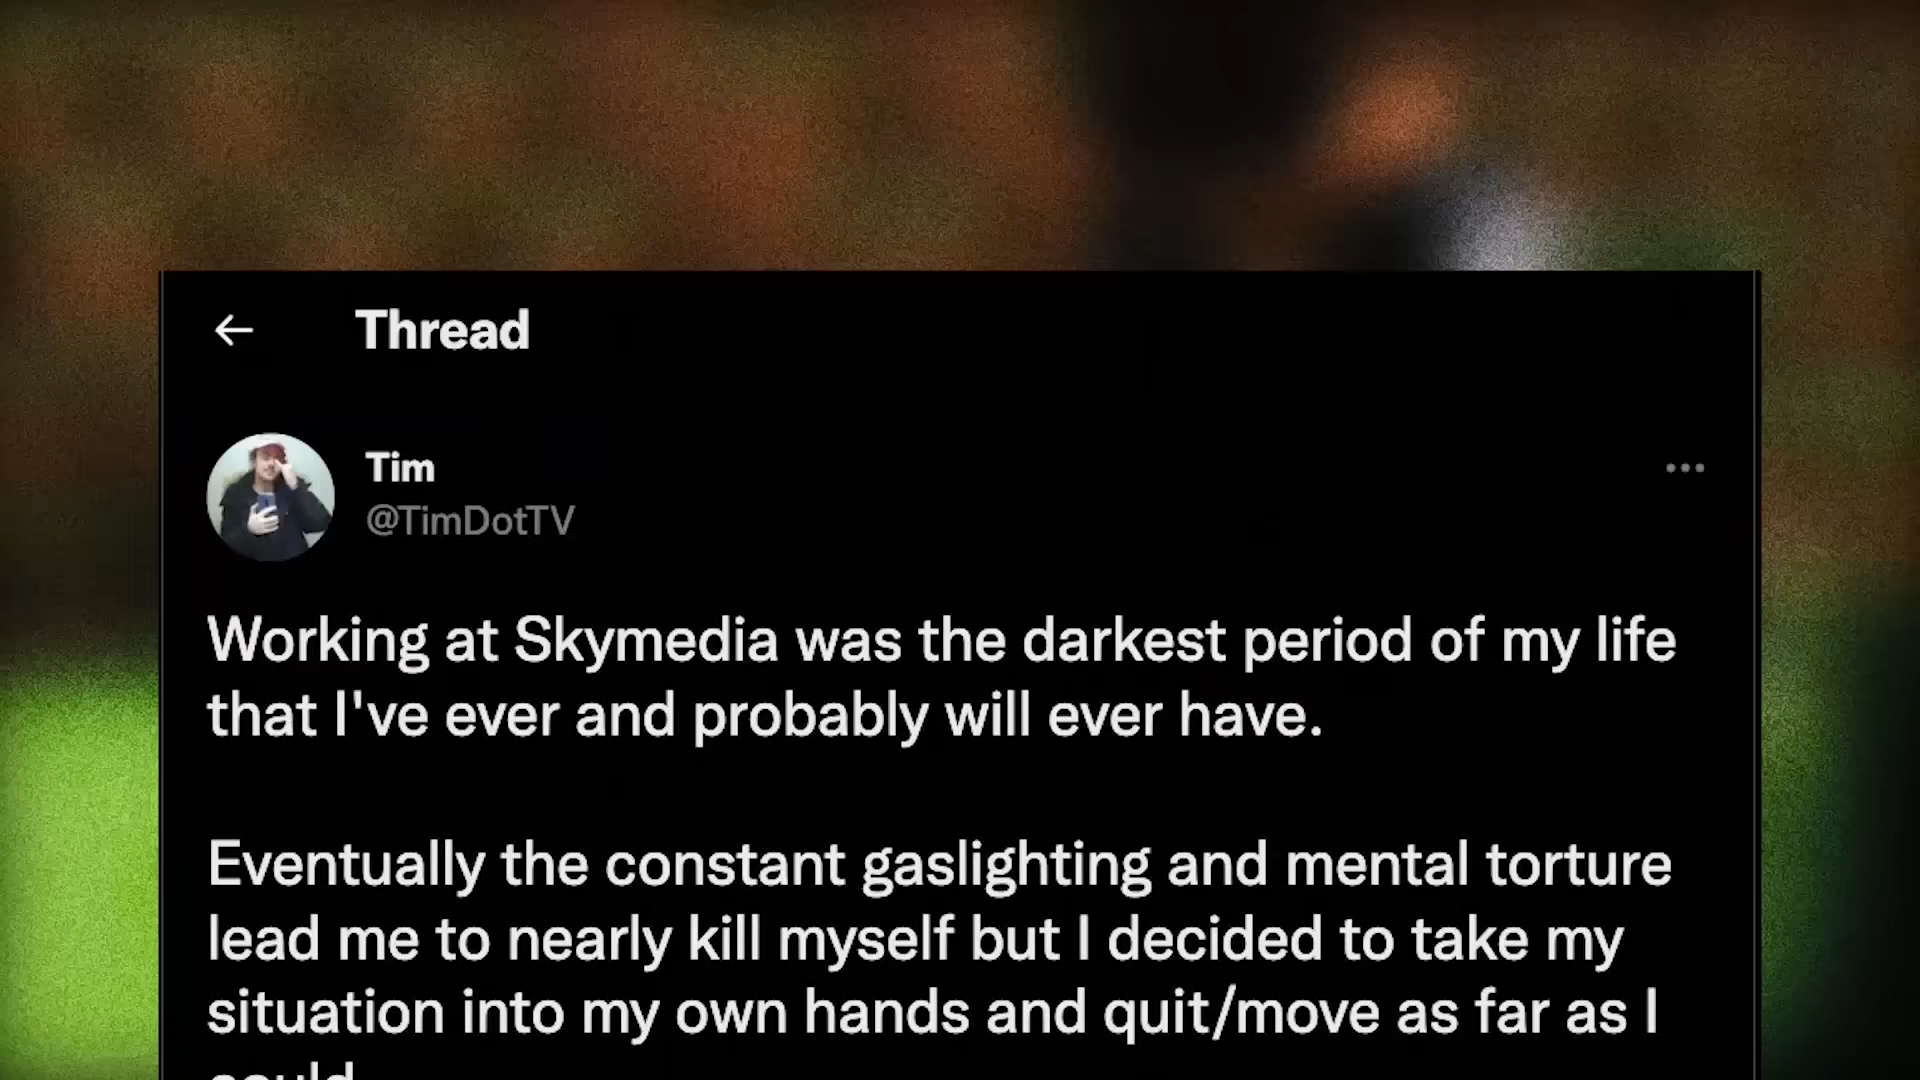 Thread
Tim
@TimDotTV
Working at Skymedia was the darkest period of my life
that I've ever and probably will ever have.
Eventually the constant gaslighting and mental torture
lead me to nearly kill myself but I decided to take my
situation into my own hands and quit/move as far as I